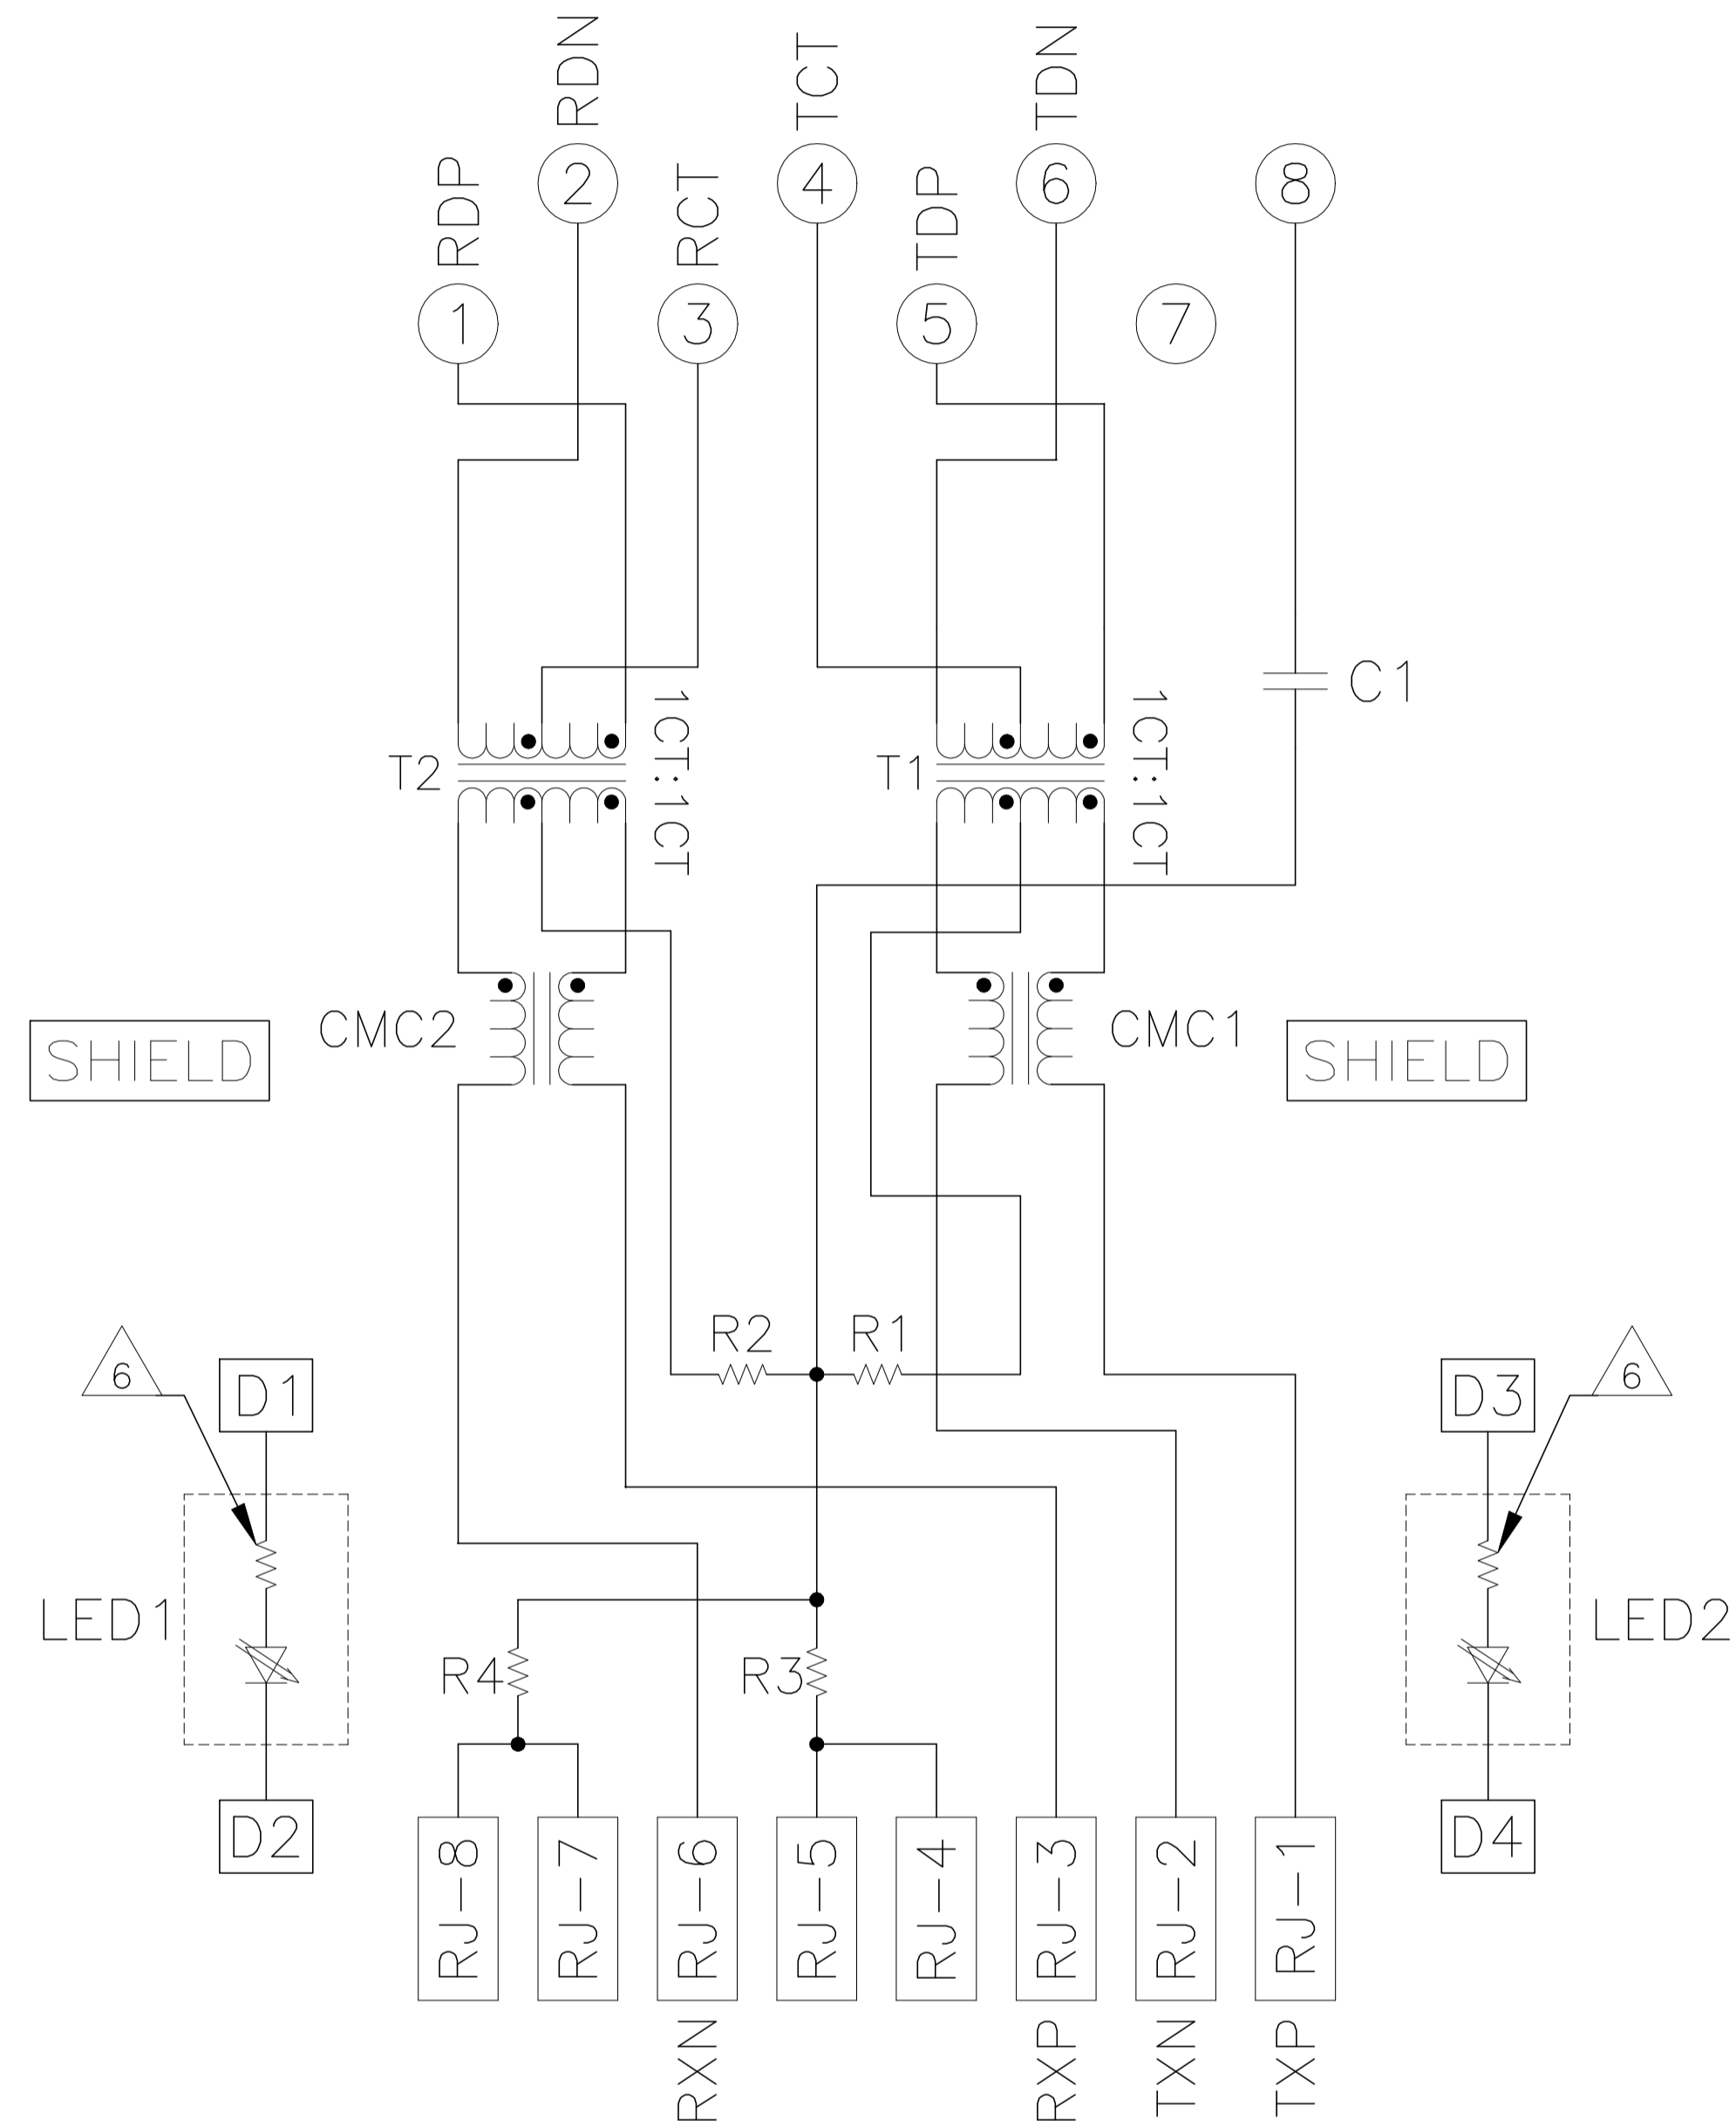 RDN
TCT
TDN
RDP
RCT
TDP
2
4
6
8
1
3
5
7
C1
T2
1CT:1CT
T1
1CT:1CT
CMC2
CMC1
SHIELD
SHIELD
R2
R1
6
D1
D3
6
LED1
LED2
R4
R3
D2
D4
RJ-8
RJ-7
RJ-6
RJ-5
RJ-4
RJ-3
RJ-2
RJ-1
RXN
RXP
TXN
TXP